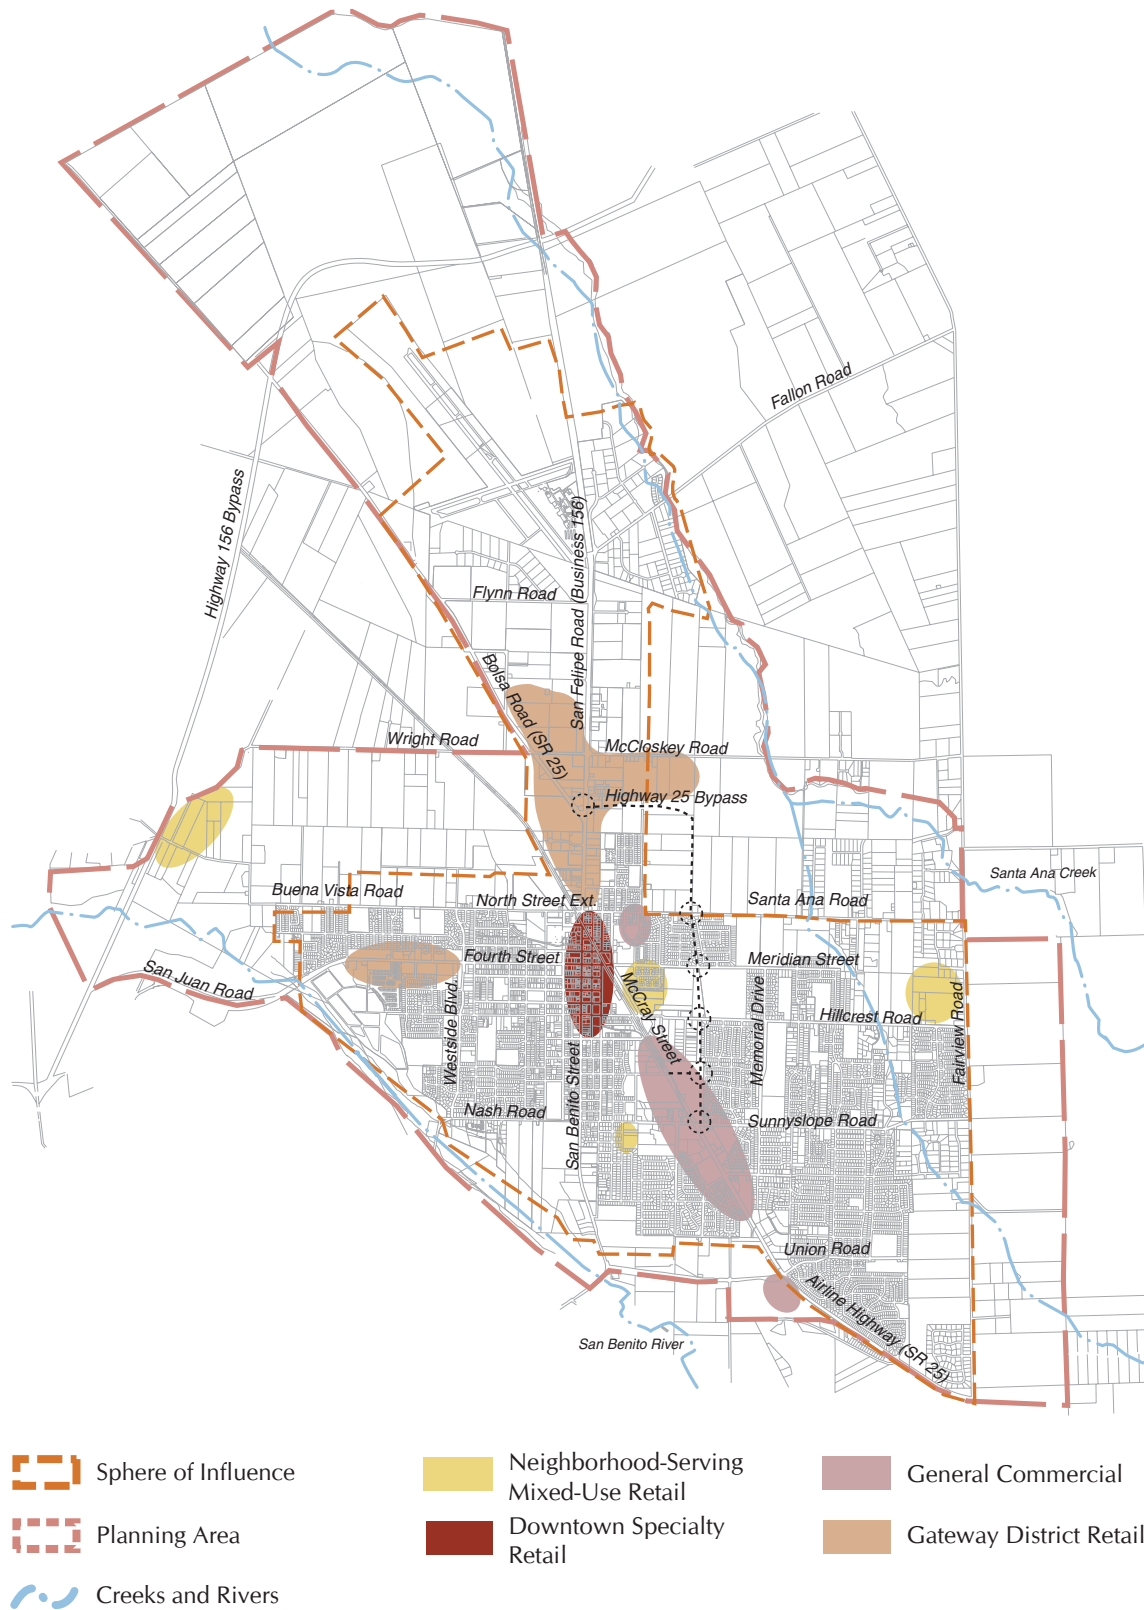 Fallon Road
Highway 156 Bypass
San Felipe Road (Business 156)
Flynn Road
Bolsa Road (SR 25)
Wright Road
McCloskey Road
Highway 25 Bypass
Santa Ana Creek
Buena Vista Road
North Street Ext.
Santa Ana Road
Fourth Street
Meridian Street
San Juan Road
McCray Street
Westside Blvd.
Memorial Drive
Hillcrest Road
Fairview Road
San Benito Street
Nash Road
Sunnyslope Road
Union Road
Airline Highway (SR 25)
San Benito River
Sphere of Influence
Planning Area
Creeks and Rivers
Neighborhood-Serving
Mixed-Use Retail
Downtown Specialty
Retail
General Commercial
Gateway District Retail